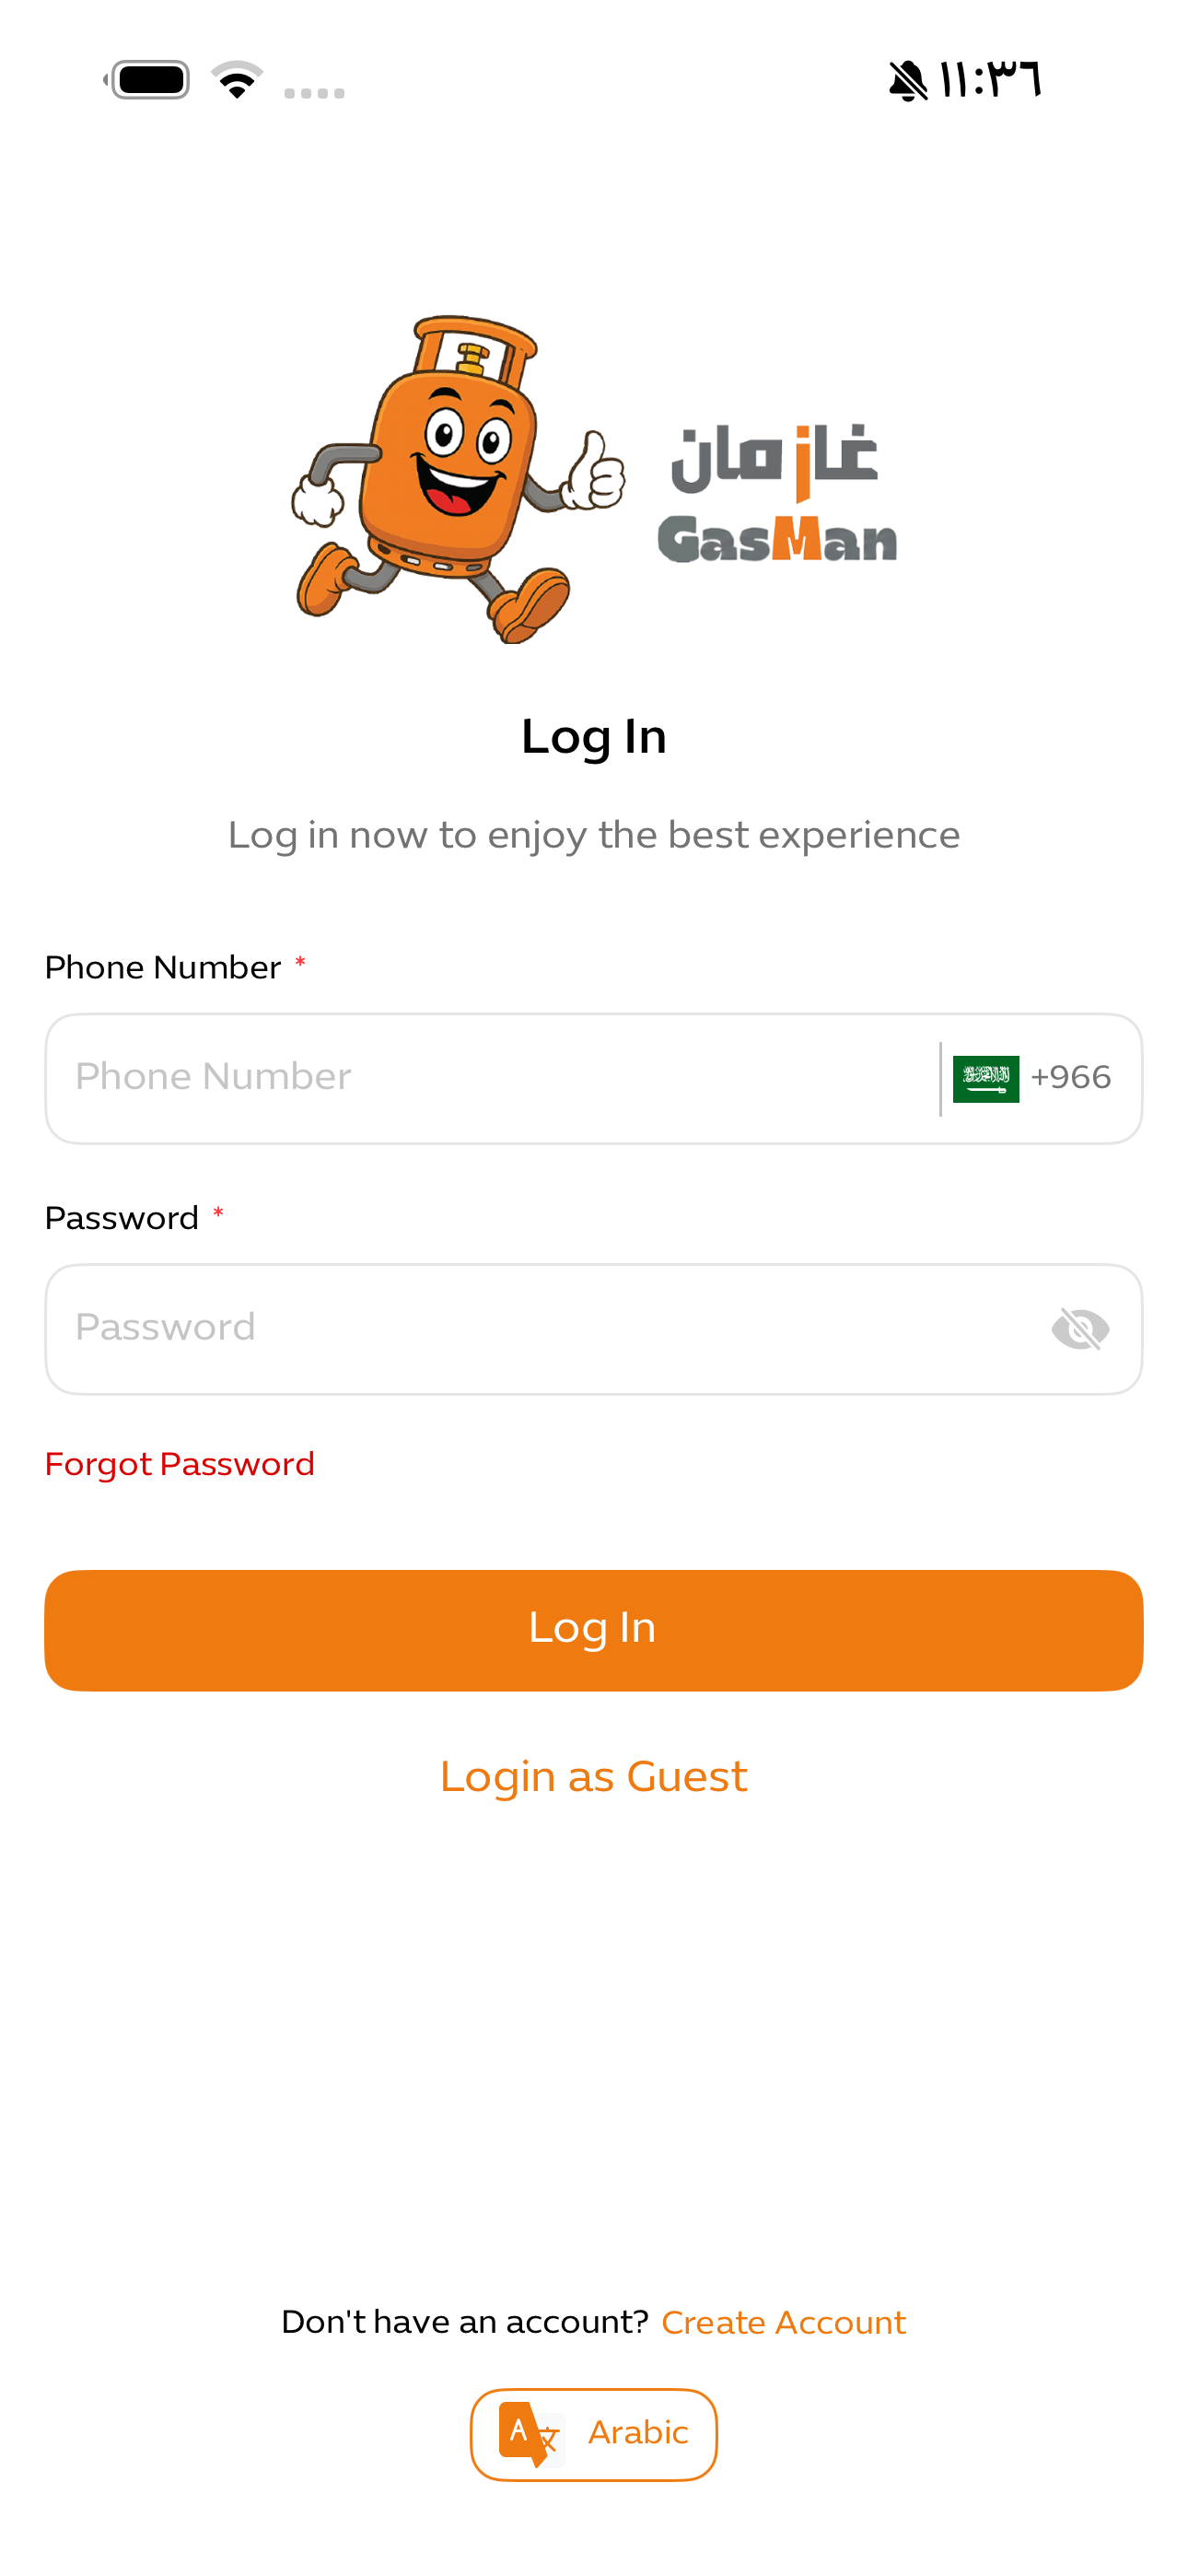 ١١:٣٦
غازمان
GasMan
Log In
Log in now to enjoy the best experience
Phone Number *
Phone Number
+966
Password *
Password
Forgot Password
Log In
Login as Guest
Don't have an account? Create Account
A
Arabic